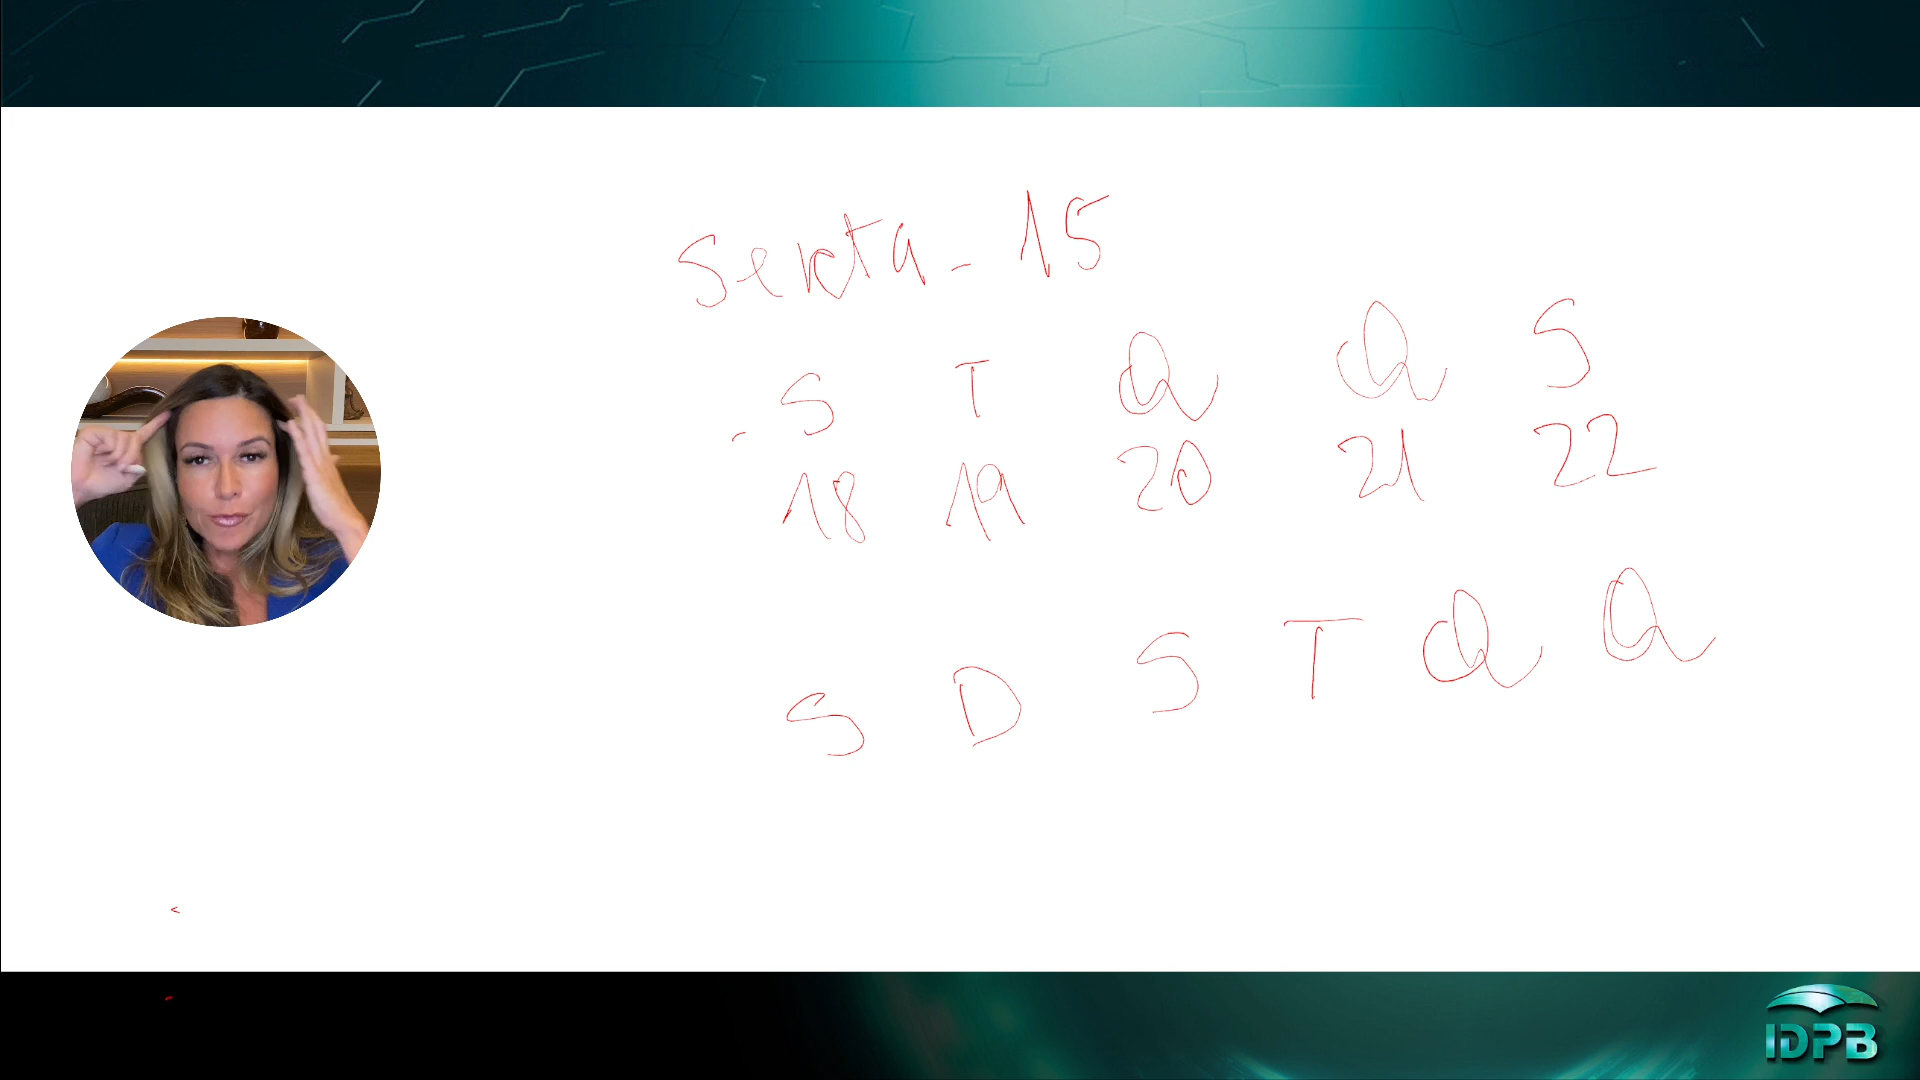 Sexta - 15
S T Q Q S
18 19 20 21 22
S D S T Q Q
IDPB